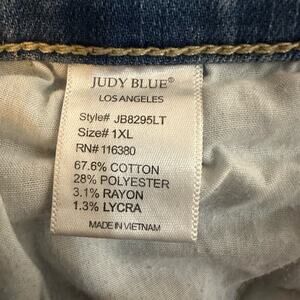 JUDY BLUE®
LOS ANGELES
Style# JB8295LT
Size# 1XL
RN# 116380
67.6% COTTON
28% POLYESTER
3.1% RAYON
1.3% LYCRA
MADE IN VIETNAM